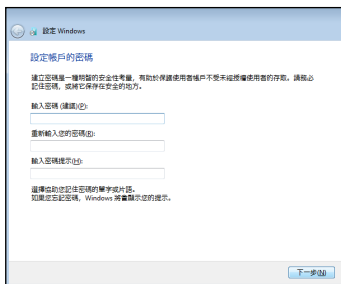 設定 Windows
設定帳戶的密碼
建立密碼是一種明智的安全性考量，有助於保護使用者帳戶不受未經授權使用者的存取。請務必
記住密碼，或將它保存在安全的地方。
輸入密碼 (建議)(P):
重新輸入您的密碼(R):
輸入密碼提示(H):
選擇協助您記住密碼的單字或片語。
如果您忘記密碼，Windows 將會顯示您的提示。
下一步(N)